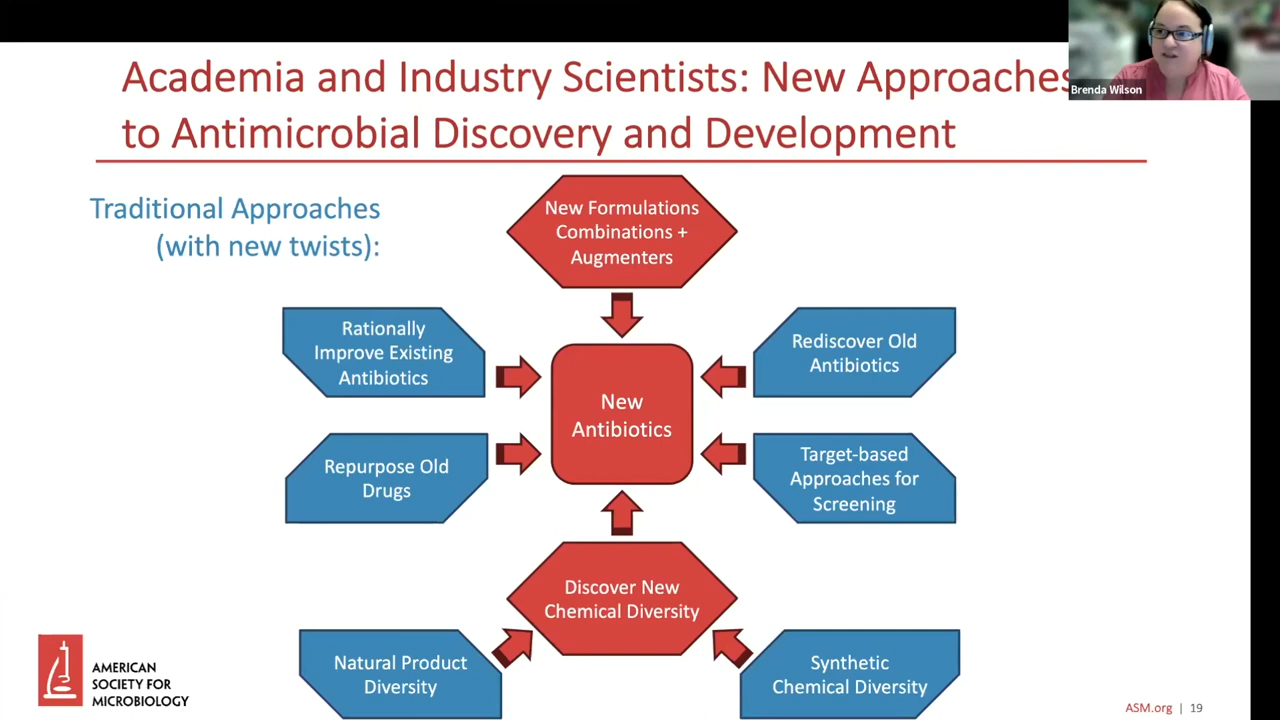 Academia and Industry Scientists: New Approaches
to Antimicrobial Discovery and Development
Brenda Wilson
Traditional Approaches
(with new twists):
New Formulations
Combinations +
Augmenters
Rationally
Improve Existing
Antibiotics
Rediscover Old
Antibiotics
New
Antibiotics
Repurpose Old
Drugs
Target-based
Approaches for
Screening
Discover New
Chemical Diversity
Natural Product
Diversity
Synthetic
Chemical Diversity
AMERICAN
SOCIETY FOR
MICROBIOLOGY
ASM.org | 19